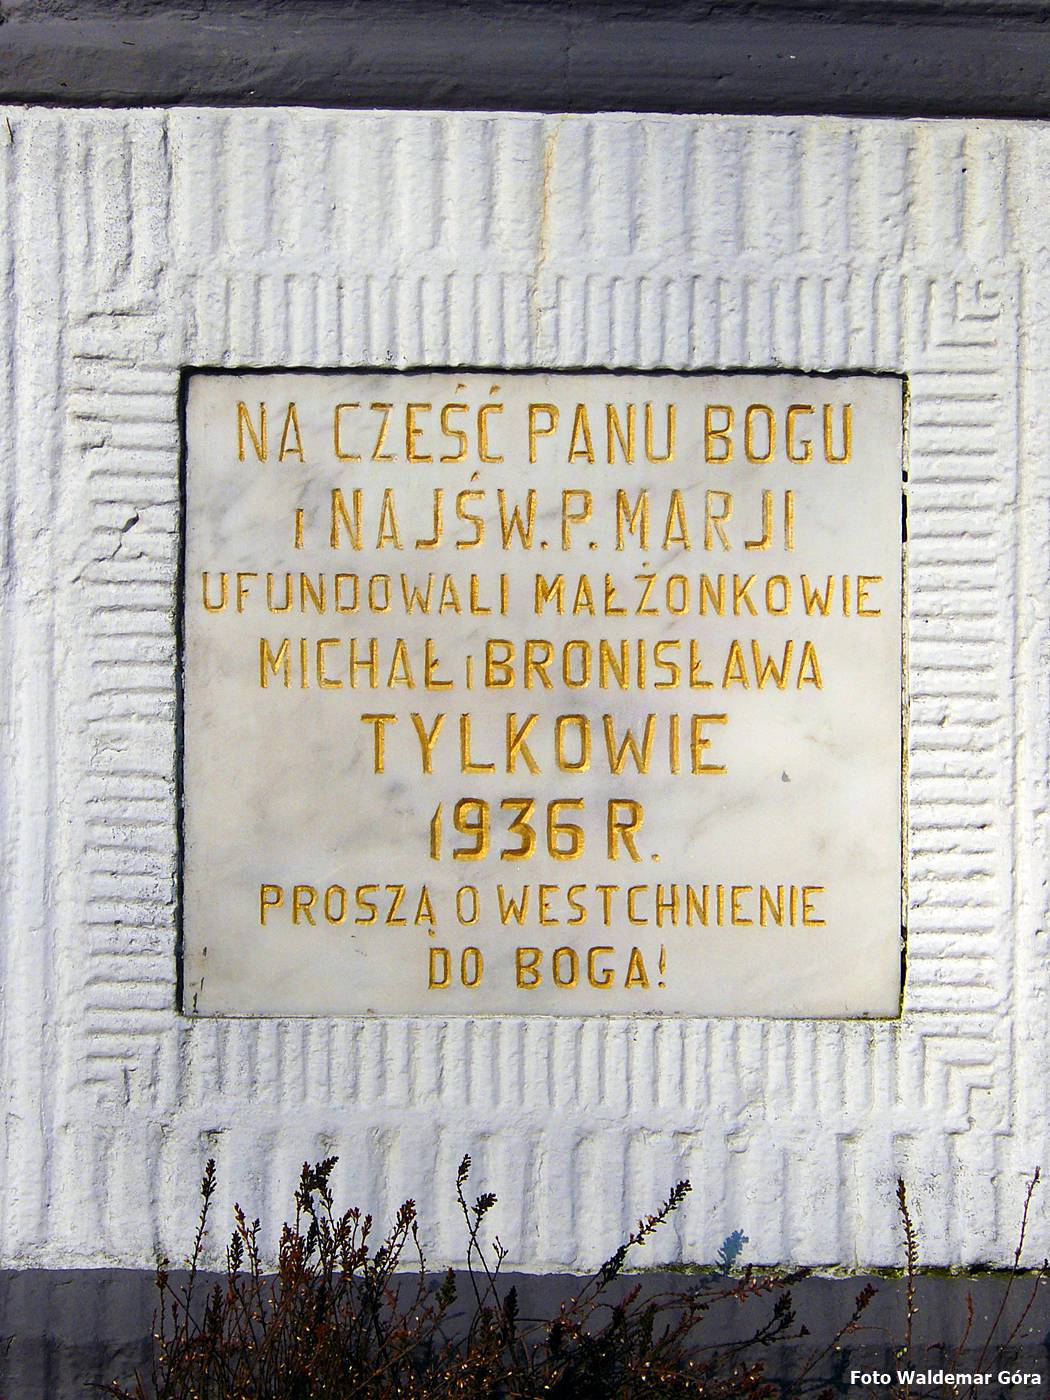 NA CZEŚĆ PANU BOGU
I NAJŚW. P. MARJI
UFUNDOWALI MAŁŻONKOWIE
MICHAŁ I BRONISŁAWA
TYLKOWIE
1936 R.
PROSZĄ O WESTCHNIENIE
DO BOGA!
Foto Waldemar Góra